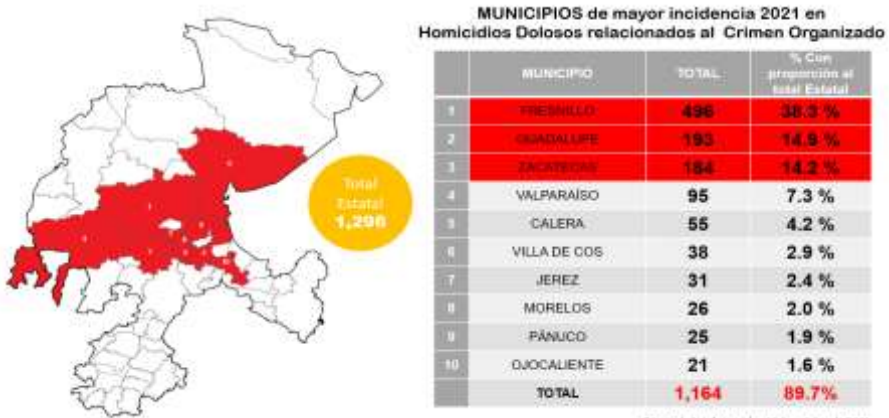 MUNICIPIOS de mayor incidencia 2021 en
Homicidios Dolosos relacionados al Crimen Organizado
MUNICIPIO TOTAL % Con
proporción al
total Estatal
1 FRESNILLO 496 38.3 %
2 GUADALUPE 193 14.9 %
3 ZACATECAS 184 14.2 %
4 VALPARAÍSO 95 7.3 %
5 CALERA 55 4.2 %
6 VILLA DE COS 38 2.9 %
7 JEREZ 31 2.4 %
8 MORELOS 26 2.0 %
9 PÁNUCO 25 1.9 %
10 OJOCALIENTE 21 1.6 %
TOTAL 1,164 89.7%
Total
Estatal
1,296